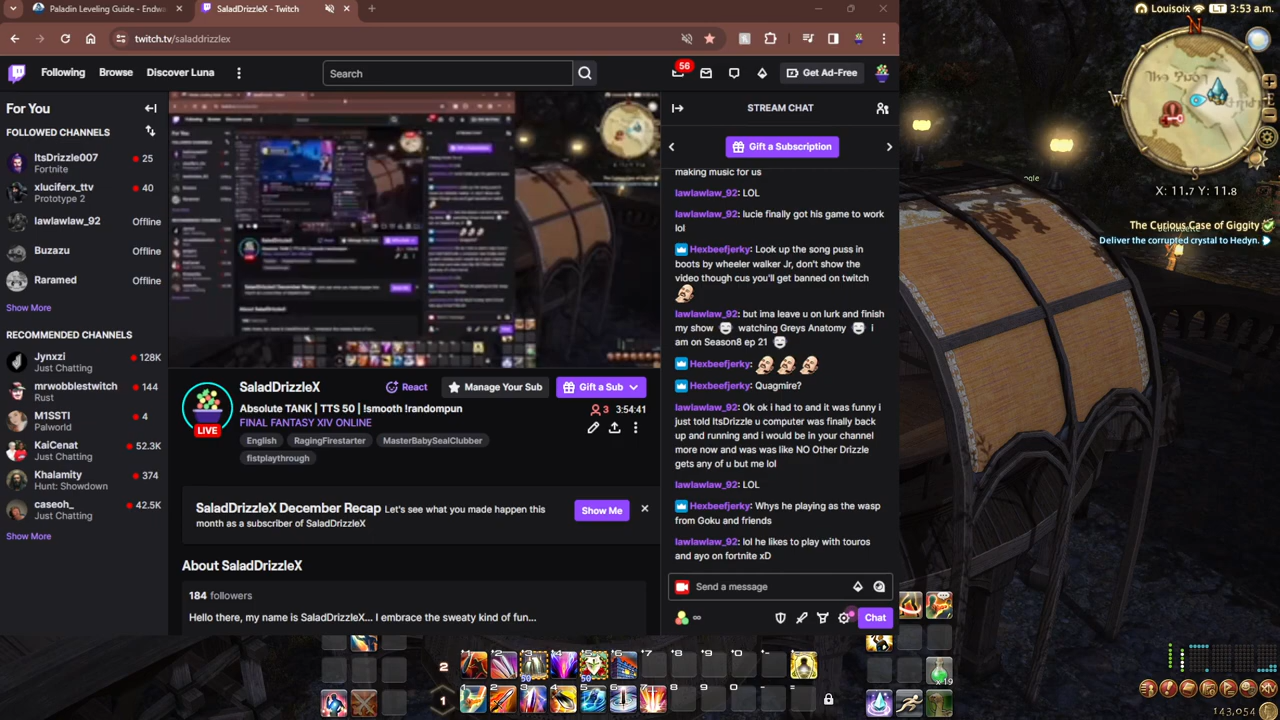 Paladin Leveling Guide - Endwa
SaladDrizzleX - Twitch
twitch.tv/saladdrizzlex
Following
Browse
Discover Luna
Search
56
Get Ad-Free
For You
FOLLOWED CHANNELS
ItsDrizzle007
25
Fortnite
xluciferx_ttv
40
Prototype 2
lawlawlaw_92
Offline
Buzazu
Offline
Raramed
Offline
Show More
RECOMMENDED CHANNELS
Jynxzi
128K
Just Chatting
mrwobblestwitch
144
Rust
M1SSTI
4
Palworld
KaiCenat
52.3K
Just Chatting
Khalamity
374
Hunt: Showdown
caseoh_
42.5K
Just Chatting
Show More
SaladDrizzleX
React
Manage Your Sub
Gift a Sub
Absolute TANK | TTS 50 | !smooth !randompun
3
3:54:41
FINAL FANTASY XIV ONLINE
LIVE
English
RagingFirestarter
MasterBabySealClubber
fistplaythrough
SaladDrizzleX December Recap Let's see what you made happen this
month as a subscriber of SaladDrizzleX
Show Me
About SaladDrizzleX
184 followers
Hello there, my name is SaladDrizzleX... I embrace the sweaty kind of fun...
STREAM CHAT
Gift a Subscription
making music for us
lawlawlaw_92: LOL
lawlawlaw_92: lucie finally got his game to work
lol
Hexbeefjerky: Look up the song puss in
boots by wheeler walker Jr, don't show the
video though cus you'll get banned on twitch
lawlawlaw_92: but ima leave u on lurk and finish
my show watching Greys Anatomy i
am on Season8 ep 21
Hexbeefjerky:
Hexbeefjerky: Quagmire?
lawlawlaw_92: Ok ok i had to and it was funny i
just told ItsDrizzle u computer was finally back
up and running and i would be in your channel
more now and was was like NO Other Drizzle
gets any of u but me lol
lawlawlaw_92: LOL
Hexbeefjerky: Whys he playing as the wasp
from Goku and friends
lawlawlaw_92: lol he likes to play with touros
and ayo on fortnite xD
Send a message
Chat
Louisoix
LT 3:53 a.m.
N
W
E
S
X: 11.7 Y: 11.8
The Curious Case of Giggity
Deliver the corrupted crystal to Hedyn.
2
1
50
50
x19
143,054